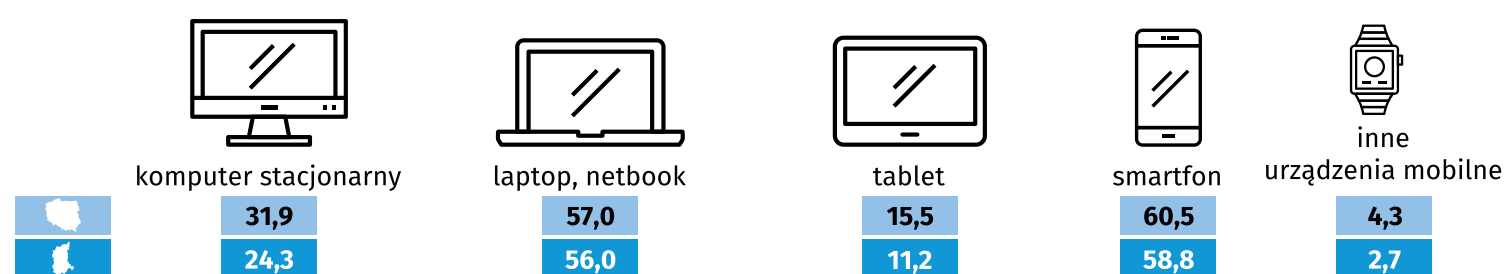 komputer stacjonarny
laptop, netbook
tablet
smartfon
inne
urządzenia mobilne
31,9 57,0 15,5 60,5 4,3
24,3 56,0 11,2 58,8 2,7